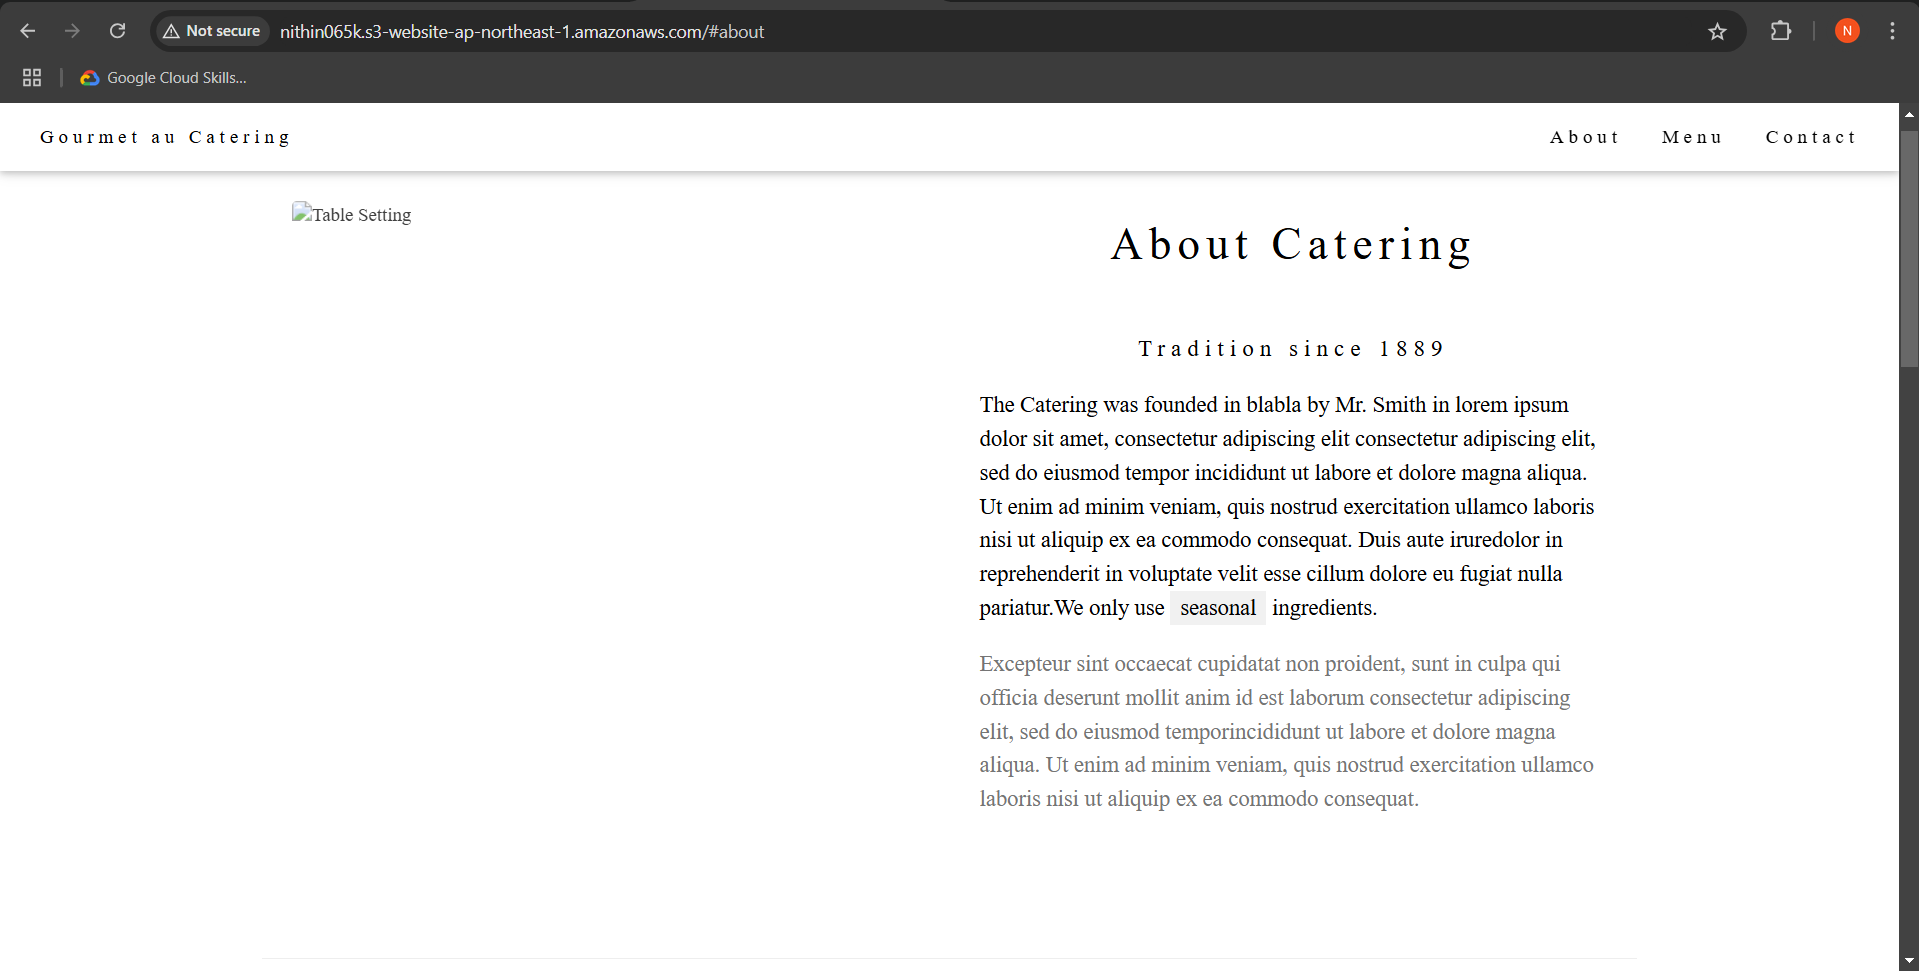 Not secure
nithin065k.s3-website-ap-northeast-1.amazonaws.com/#about
N
Google Cloud Skills...
Gourmet au Catering
About
Menu
Contact
Table Setting
About Catering
Tradition since 1889
The Catering was founded in blabla by Mr. Smith in lorem ipsum
dolor sit amet, consectetur adipiscing elit consectetur adipiscing elit,
sed do eiusmod tempor incididunt ut labore et dolore magna aliqua.
Ut enim ad minim veniam, quis nostrud exercitation ullamco laboris
nisi ut aliquip ex ea commodo consequat. Duis aute iruredolor in
reprehenderit in voluptate velit esse cillum dolore eu fugiat nulla
pariatur.We only use seasonal ingredients.
Excepteur sint occaecat cupidatat non proident, sunt in culpa qui
officia deserunt mollit anim id est laborum consectetur adipiscing
elit, sed do eiusmod temporincididunt ut labore et dolore magna
aliqua. Ut enim ad minim veniam, quis nostrud exercitation ullamco
laboris nisi ut aliquip ex ea commodo consequat.